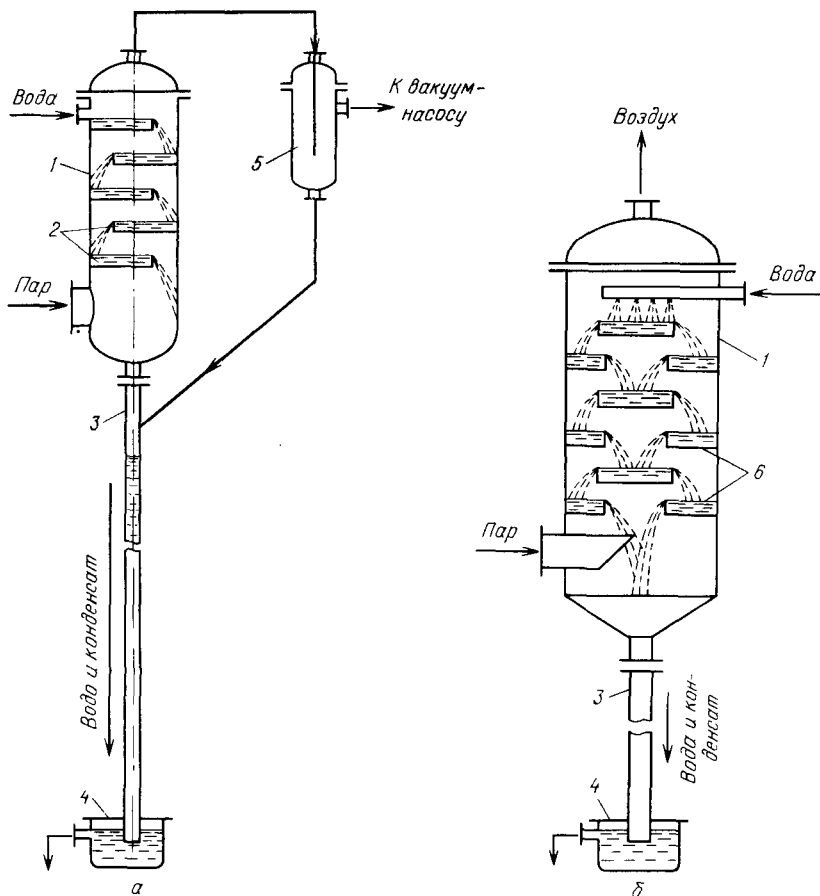 Вода
К вакуум-
насосу
1
5
2
Пар
3
Вода и конденсат
4
а
Воздух
Вода
1
6
Пар
3
Вода и кон-
денсат
4
б